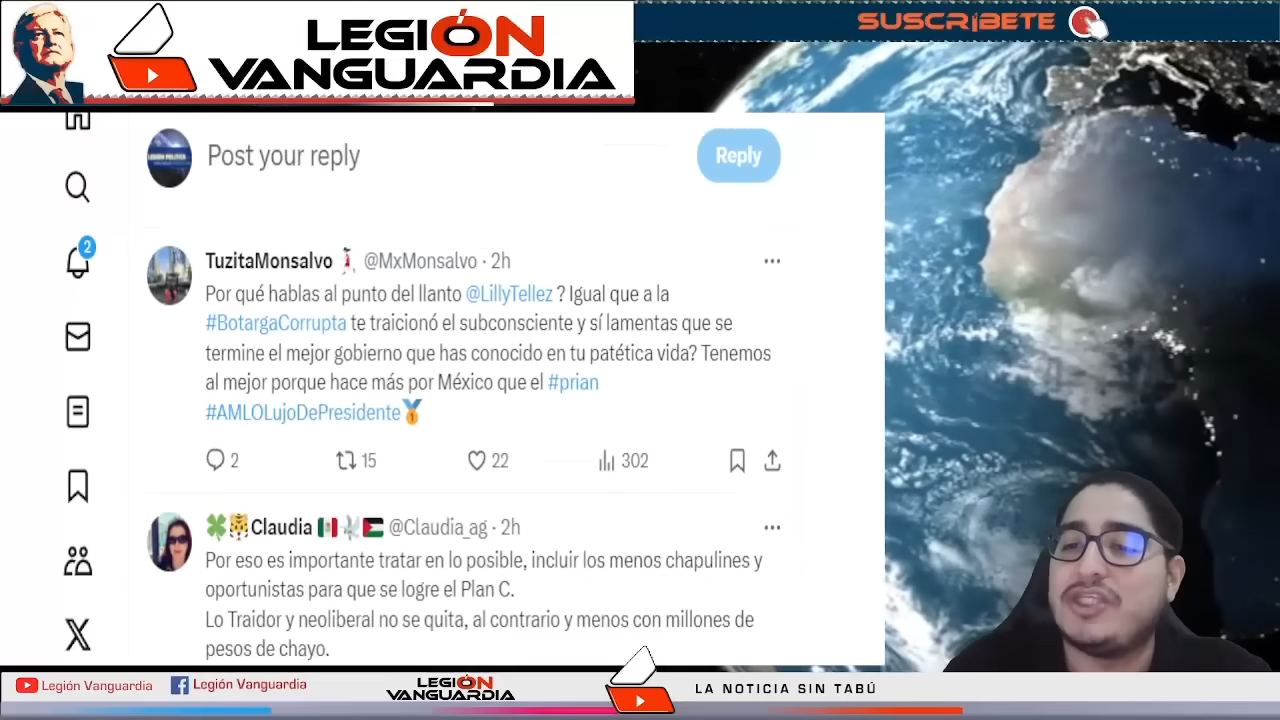 LEGIÓN
VANGUARDIA
SUSCRÍBETE
Post your reply
Reply
2
TuzitaMonsalvo @MxMonsalvo · 2h
Por qué hablas al punto del llanto @LillyTellez ? Igual que a la
#BotargaCorrupta te traicionó el subconsciente y sí lamentas que se
termine el mejor gobierno que has conocido en tu patética vida? Tenemos
al mejor porque hace más por México que el #prian
#AMLOLujoDePresidente
2 15 22 302
Claudia @Claudia_ag · 2h
Por eso es importante tratar en lo posible, incluir los menos chapulines y
oportunistas para que se logre el Plan C.
Lo Traidor y neoliberal no se quita, al contrario y menos con millones de
pesos de chayo.
Legión Vanguardia Legión Vanguardia
LEGIÓN
VANGUARDIA
LA NOTICIA SIN TABÚ